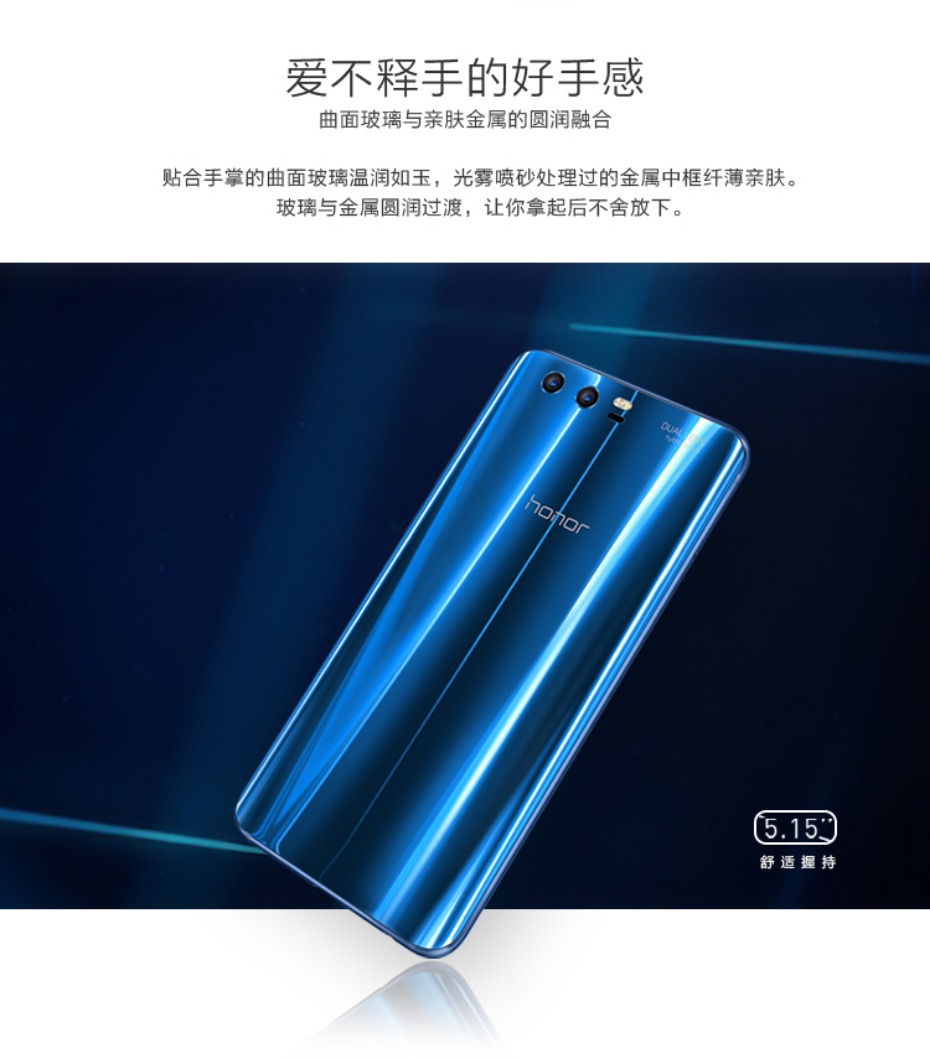 爱不释手的好手感
曲面玻璃与亲肤金属的圆润融合
贴合手掌的曲面玻璃温润如玉，光雾喷砂处理过的金属中框纤薄亲肤。
玻璃与金属圆润过渡，让你拿起后不舍放下。
DUAL
honor
5.15"
舒适握持